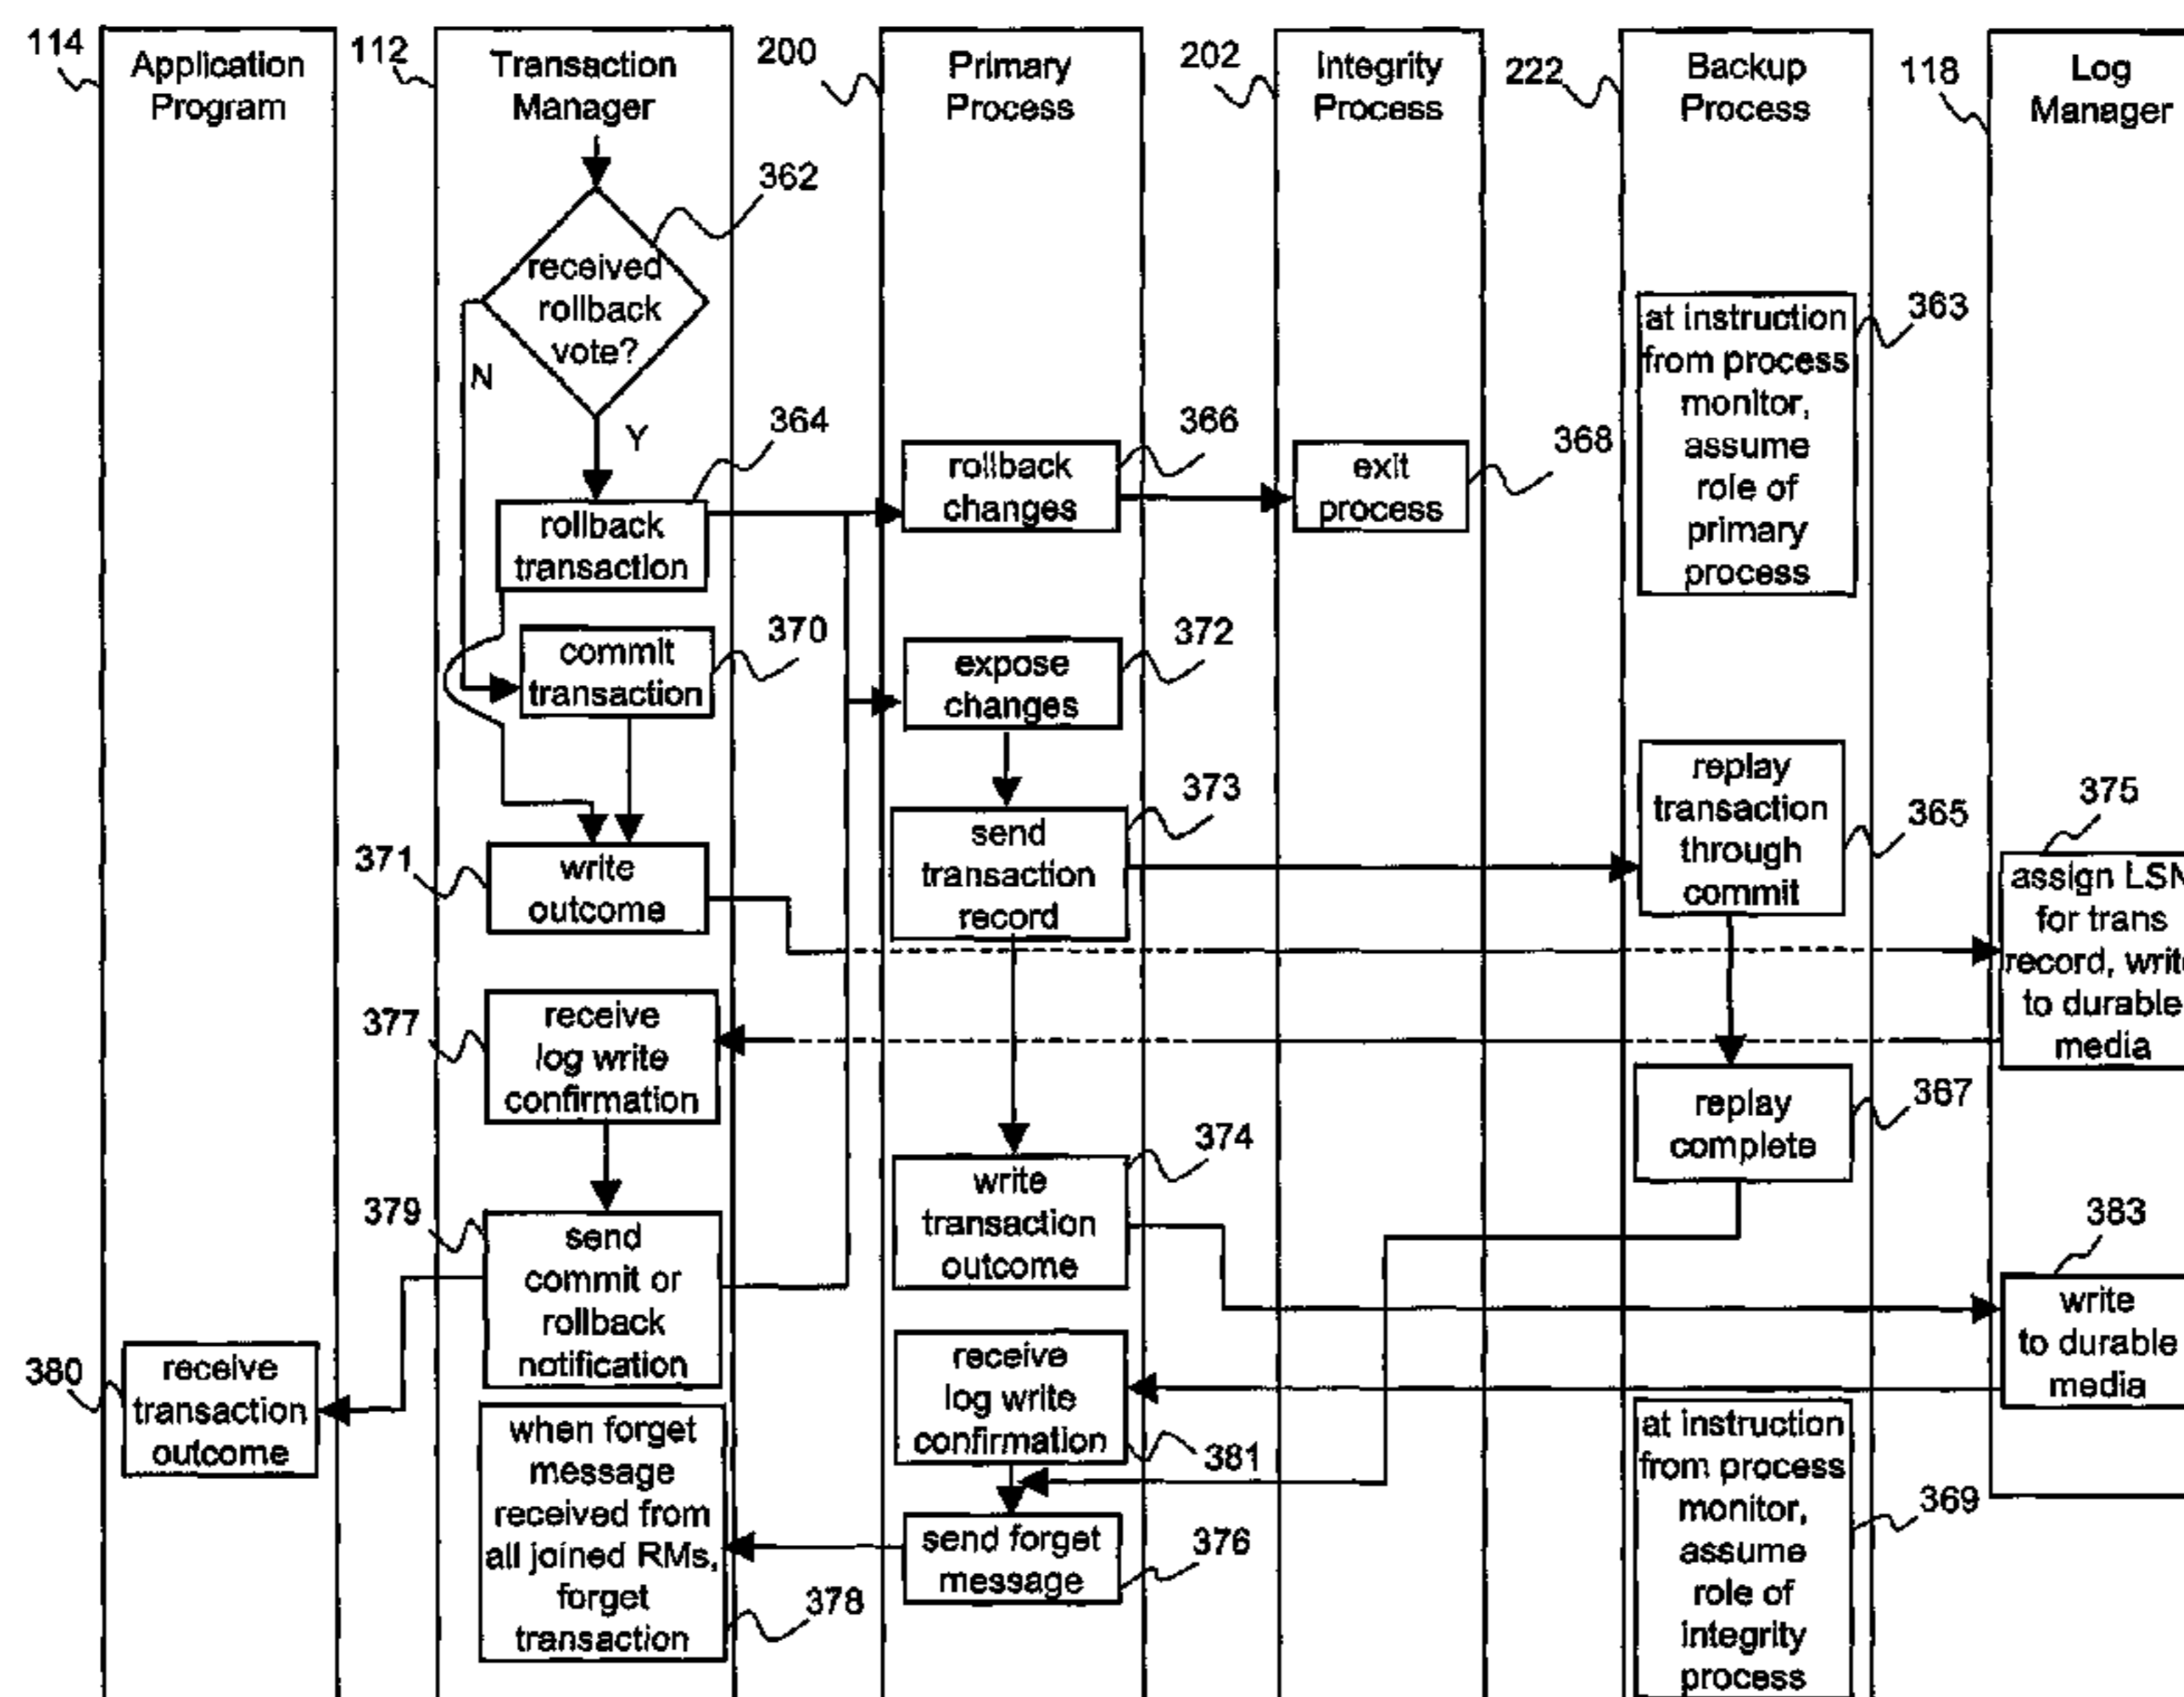 114
Application
Program
112
Transaction
Manager
200
Primary
Process
202
Integrity
Process
222
Backup
Process
118
Log
Manager
362
received
rollback
vote?
N
Y
363
at instruction
from process
monitor,
assume
role of
primary
process
364
rollback
transaction
366
rollback
changes
368
exit
process
370
commit
transaction
372
expose
changes
373
send
transaction
record
365
replay
transaction
through
commit
375
assign LSN
for trans
record, write
to durable
media
371
write
outcome
377
receive
log write
confirmation
367
replay
complete
374
write
transaction
outcome
379
send
commit or
rollback
notification
383
write
to durable
media
380
receive
transaction
outcome
receive
log write
confirmation
381
when forget
message
received from
all joined RMs,
forget
transaction
378
send forget
message
376
at instruction
from process
monitor,
assume
role of
integrity
process
369